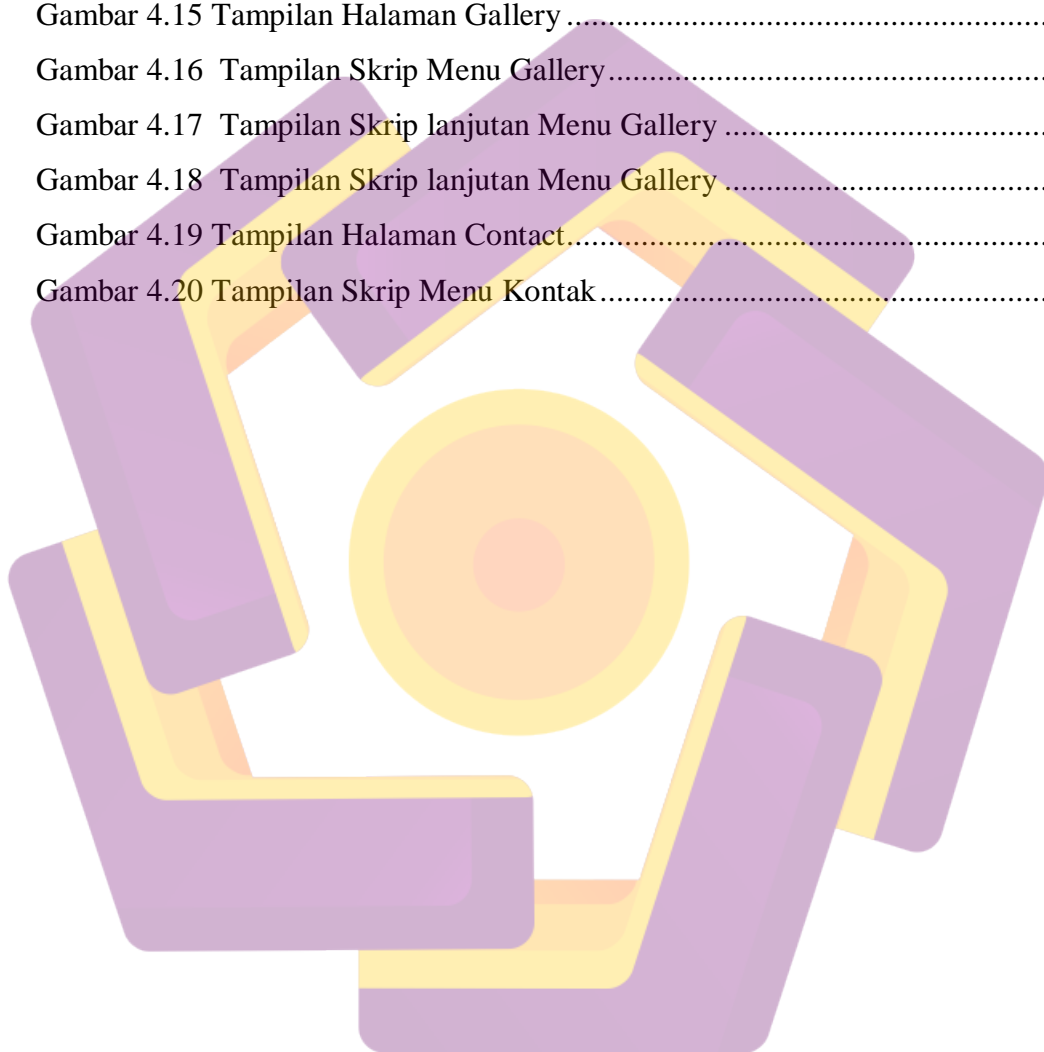 Gambar 4.15 Tampilan Halaman Gallery ................................................................
Gambar 4.16  Tampilan Skrip Menu Gallery..........................................................
Gambar 4.17  Tampilan Skrip lanjutan Menu Gallery ..........................................
Gambar 4.18  Tampilan Skrip lanjutan Menu Gallery ..........................................
Gambar 4.19 Tampilan Halaman Contact................................................................
Gambar 4.20 Tampilan Skrip Menu Kontak ...........................................................